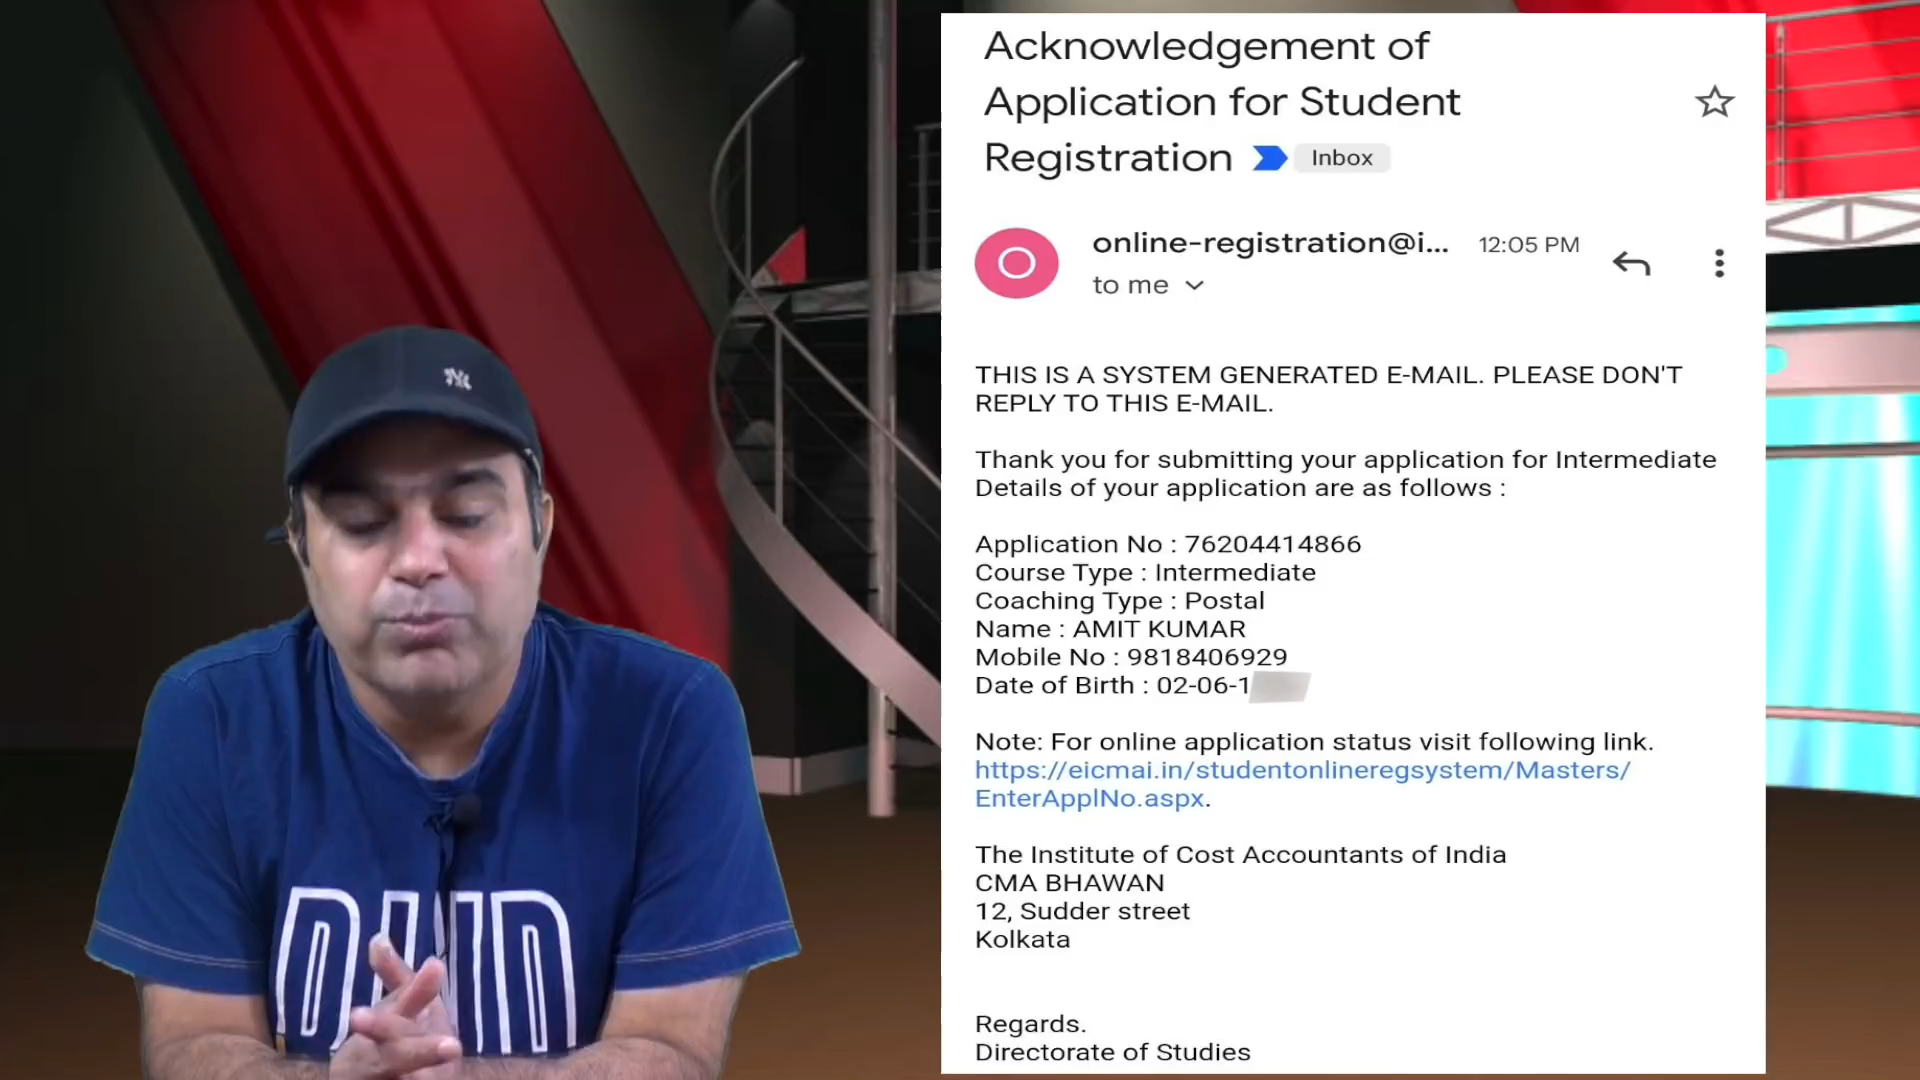 Acknowledgement of
Application for Student
Registration Inbox
online-registration@i... 12:05 PM
to me
THIS IS A SYSTEM GENERATED E-MAIL. PLEASE DON'T
REPLY TO THIS E-MAIL.
Thank you for submitting your application for Intermediate
Details of your application are as follows :
Application No : 76204414866
Course Type : Intermediate
Coaching Type : Postal
Name : AMIT KUMAR
Mobile No : 9818406929
Date of Birth : 02-06-1
Note: For online application status visit following link.
https://eicmai.in/studentonlineregsystem/Masters/
EnterApplNo.aspx.
The Institute of Cost Accountants of India
CMA BHAWAN
12, Sudder street
Kolkata
Regards.
Directorate of Studies
NY